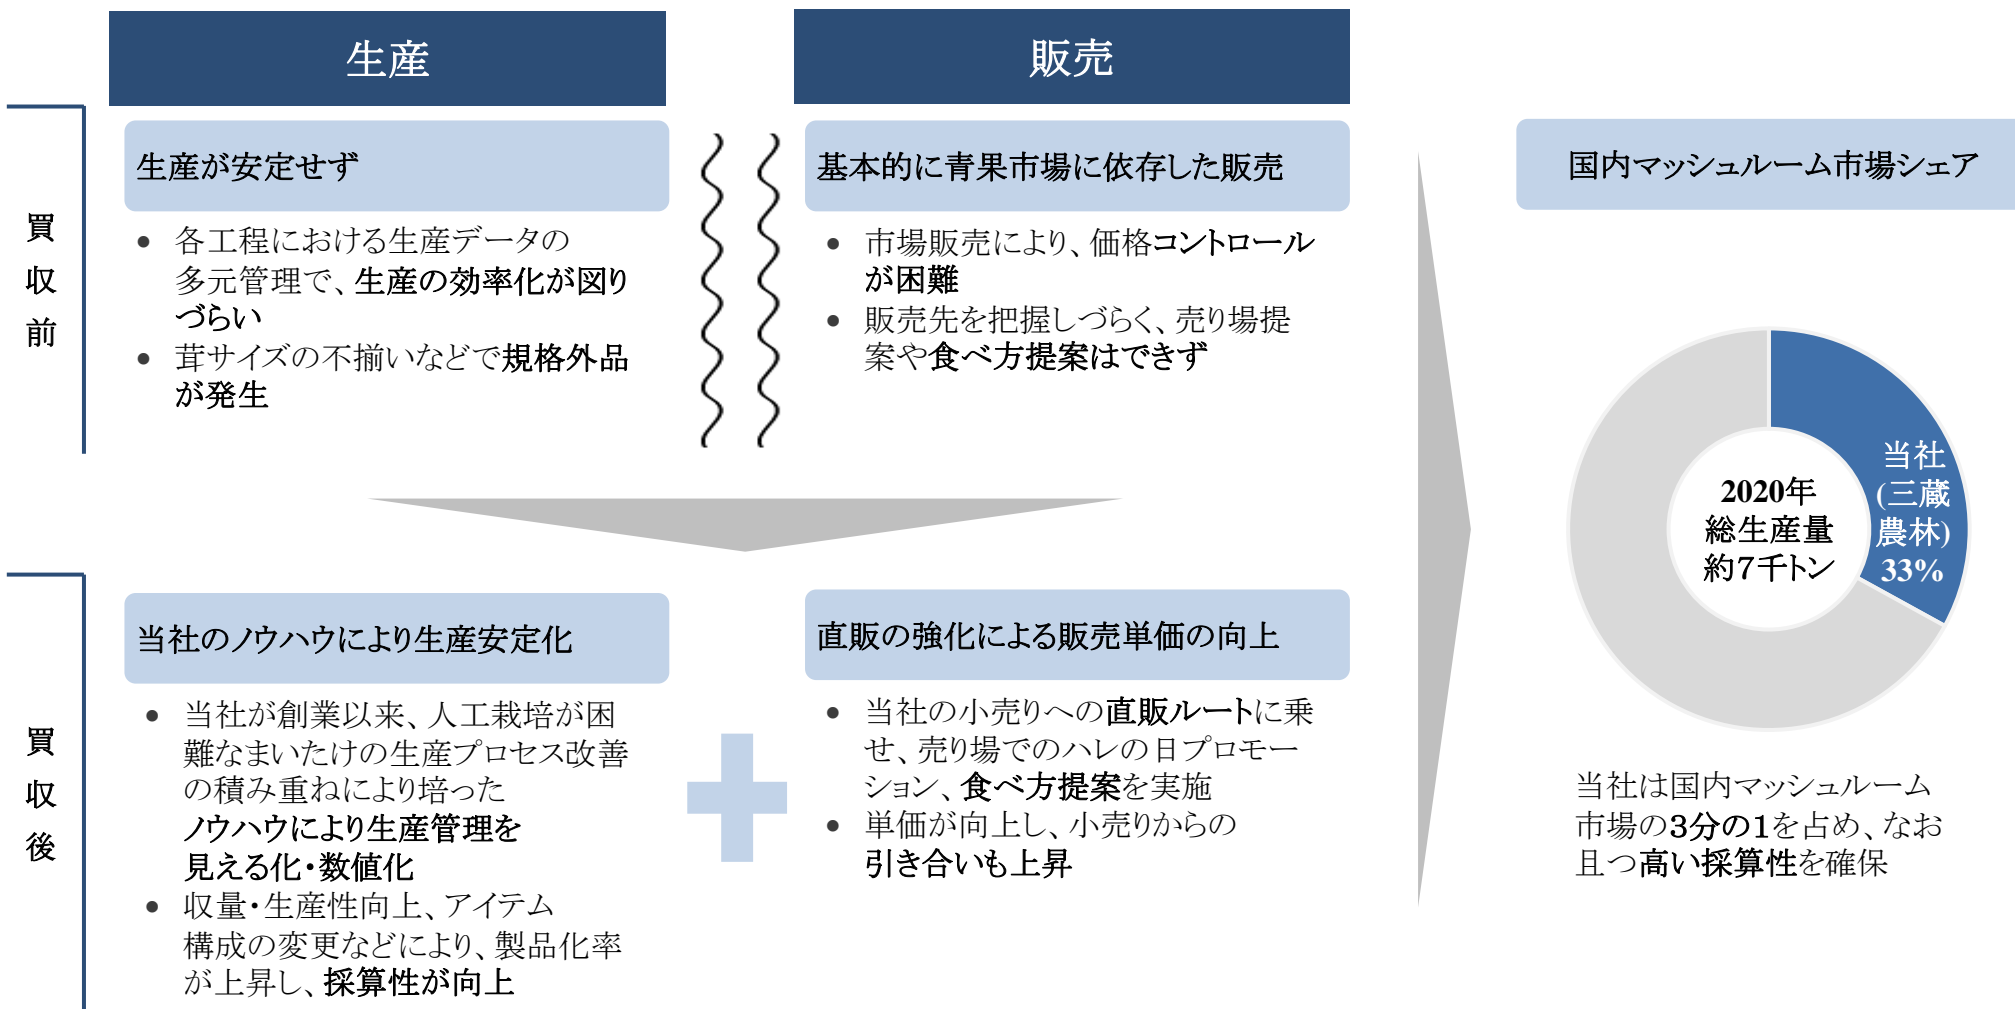 生産
販売
買
収
前
生産が安定せず
• 各工程における生産データの
多元管理で、生産の効率化が図り
づらい
• 茸サイズの不揃いなどで規格外品
が発生
基本的に青果市場に依存した販売
• 市場販売により、価格コントロール
が困難
• 販売先を把握しづらく、売り場提
案や食べ方提案はできず
買
収
後
当社のノウハウにより生産安定化
• 当社が創業以来、人工栽培が困
難なまいたけの生産プロセス改善
の積み重ねにより培った
ノウハウにより生産管理を
見える化・数値化
• 収量・生産性向上、アイテム
構成の変更などにより、製品化率
が上昇し、採算性が向上
直販の強化による販売単価の向上
• 当社の小売りへの直販ルートに乗
せ、売り場でのハレの日プロモー
ション、食べ方提案を実施
• 単価が向上し、小売りからの
引き合いも上昇
国内マッシュルーム市場シェア
2020年
総生産量
約7千トン
当社
(三蔵
農林)
33%
当社は国内マッシュルーム
市場の3分の1を占め、なお
且つ高い採算性を確保